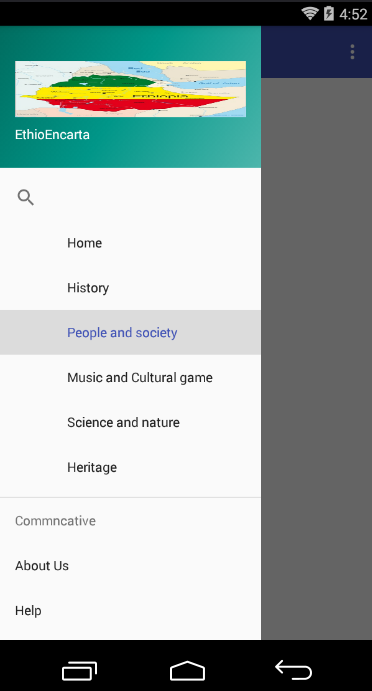 4:52
ETHIOPIA
EthioEncarta
Home
History
People and society
Music and Cultural game
Science and nature
Heritage
Commncative
About Us
Help